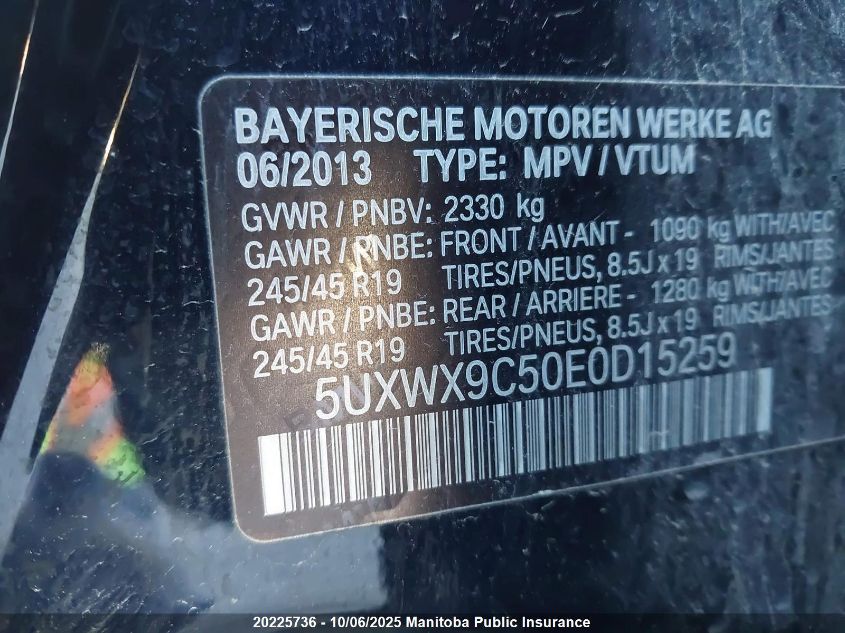 BAYERISCHE MOTOREN WERKE AG
06/2013 TYPE: MPV / VTUM
GVWR / PNBV: 2330 kg
GAWR / PNBE: FRONT / AVANT - 1090 kg WITH/AVEC
245/45 R19 TIRES/PNEUS, 8.5J x 19 RIMS/JANTES
GAWR / PNBE: REAR / ARRIERE - 1280 kg WITH/AVEC
245/45 R19 TIRES/PNEUS, 8.5J x 19 RIMS/JANTES
5UXWX9C50E0D15259
20225736 - 10/06/2025 Manitoba Public Insurance